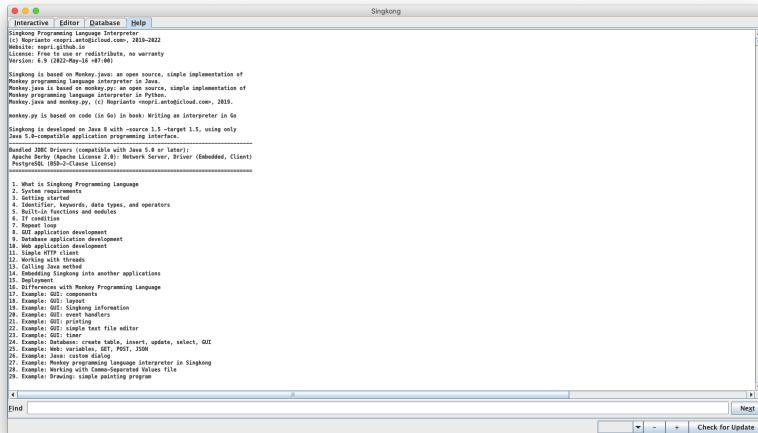 Singkong
Interactive Editor Database Help
Singkong Programming Language Interpreter
(c) Noprianto <nopri.anto@icloud.com>, 2019-2022
Website: nopri.github.io
License: Free to use or redistribute, no warranty
Version: 6.9 (2022-May-16 +07:00)
Singkong is based on Monkey.java: an open source, simple implementation of
Monkey programming language interpreter in Java.
Monkey.java is based on monkey.py: an open source, simple implementation of
Monkey programming language interpreter in Python.
Monkey.java and monkey.py, (c) Noprianto <nopri.anto@icloud.com>, 2019.
monkey.py is based on code (in Go) in book: Writing an interpreter in Go
Singkong is developed on Java 8 with -source 1.5 -target 1.5, using only
Java 5.0-compatible application programming interface.
========================================================================
Bundled JDBC Drivers (compatible with Java 5.0 or later):
Apache Derby (Apache License 2.0): Network Server, Driver (Embedded, Client)
PostgreSQL (BSD-2-Clause License)
========================================================================
1. What is Singkong Programming Language
2. System requirements
3. Getting started
4. Identifier, keywords, data types, and operators
5. Built-in functions and modules
6. If condition
7. Repeat loop
8. GUI application development
9. Database application development
10. Web application development
11. Simple HTTP client
12. Working with threads
13. Calling Java method
14. Embedding Singkong into another applications
15. Deployment
16. Differences with Monkey Programming Language
17. Example: GUI: components
18. Example: GUI: layout
19. Example: GUI: Singkong information
20. Example: GUI: event handlers
21. Example: GUI: printing
22. Example: GUI: simple text file editor
23. Example: GUI: timer
24. Example: Database: create table, insert, update, select, GUI
25. Example: Web: variables, GET, POST, JSON
26. Example: Java: custom dialog
27. Example: Monkey programming language interpreter in Singkong
28. Example: Working with Comma-Separated Values file
29. Example: Drawing: simple painting program
Find Next
- + Check for Update